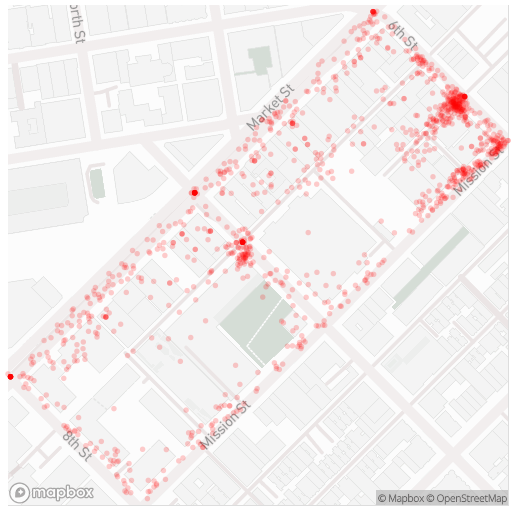 orth St
6th St
Market St
Mission St
8th St
Mission St
mapbox
© Mapbox © OpenStreetMap